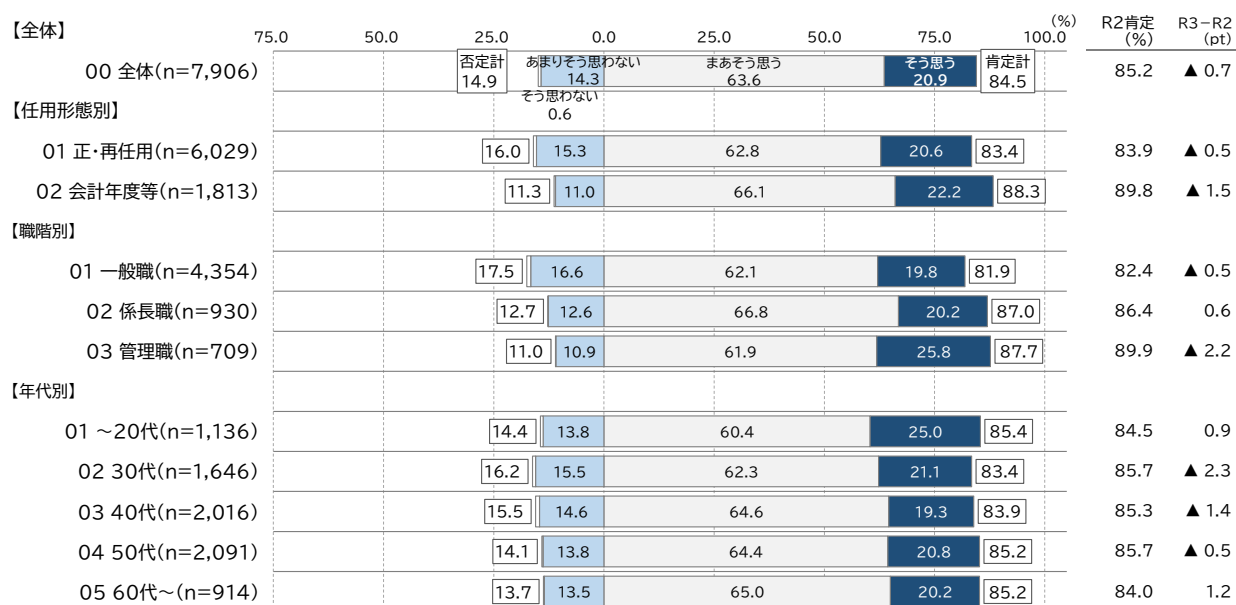 【全体】
75.0 50.0 25.0 0.0 25.0 50.0 75.0 100.0 (%) R2肯定(%) R3－R2(pt)
否定計 あまりそう思わない まあそう思う そう思う 肯定計
00 全体(n=7,906) 14.9 14.3 63.6 20.9 84.5 85.2 ▲ 0.7
そう思わない
0.6
【任用形態別】
01 正・再任用(n=6,029) 16.0 15.3 62.8 20.6 83.4 83.9 ▲ 0.5
02 会計年度等(n=1,813) 11.3 11.0 66.1 22.2 88.3 89.8 ▲ 1.5
【職階別】
01 一般職(n=4,354) 17.5 16.6 62.1 19.8 81.9 82.4 ▲ 0.5
02 係長職(n=930) 12.7 12.6 66.8 20.2 87.0 86.4 0.6
03 管理職(n=709) 11.0 10.9 61.9 25.8 87.7 89.9 ▲ 2.2
【年代別】
01 ～20代(n=1,136) 14.4 13.8 60.4 25.0 85.4 84.5 0.9
02 30代(n=1,646) 16.2 15.5 62.3 21.1 83.4 85.7 ▲ 2.3
03 40代(n=2,016) 15.5 14.6 64.6 19.3 83.9 85.3 ▲ 1.4
04 50代(n=2,091) 14.1 13.8 64.4 20.8 85.2 85.7 ▲ 0.5
05 60代～(n=914) 13.7 13.5 65.0 20.2 85.2 84.0 1.2